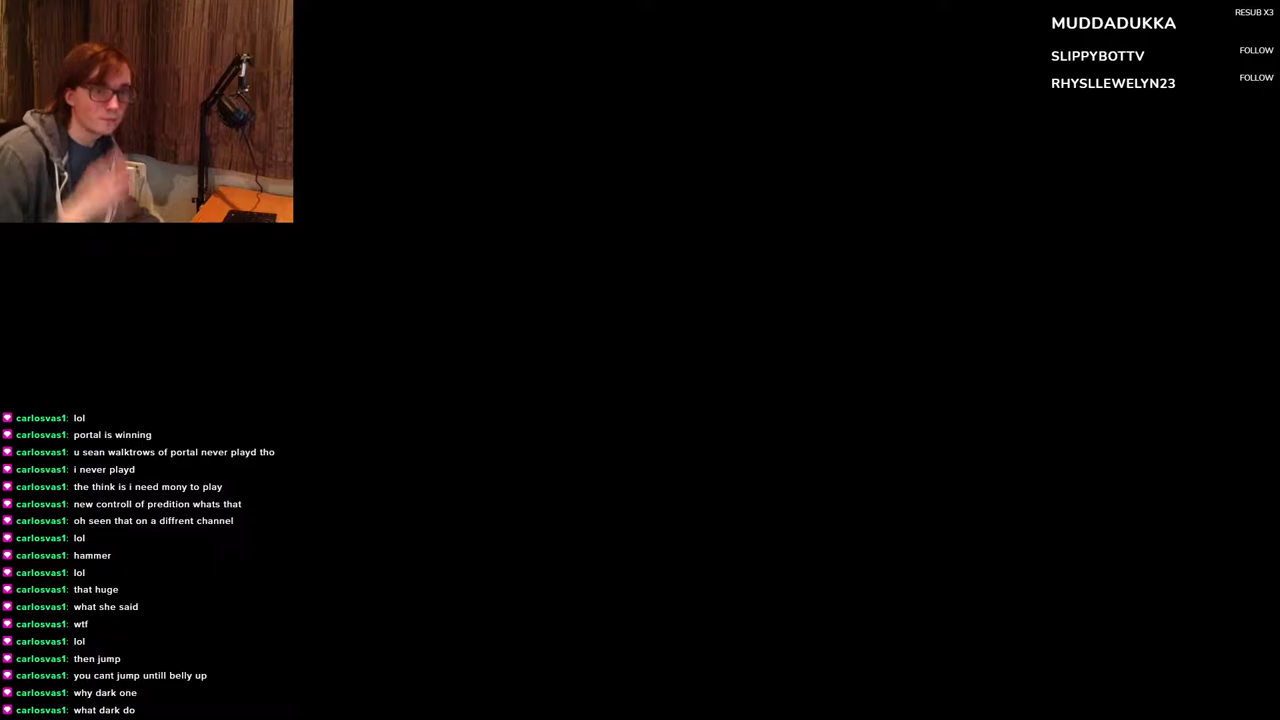 MUDDADUKKA RESUB X3
SLIPPYBOTTV FOLLOW
RHYSLLEWELYN23 FOLLOW
carlosvas1: lol
carlosvas1: portal is winning
carlosvas1: u sean walktrows of portal never playd tho
carlosvas1: i never playd
carlosvas1: the think is i need mony to play
carlosvas1: new controll of predition whats that
carlosvas1: oh seen that on a diffrent channel
carlosvas1: lol
carlosvas1: hammer
carlosvas1: lol
carlosvas1: that huge
carlosvas1: what she said
carlosvas1: wtf
carlosvas1: lol
carlosvas1: then jump
carlosvas1: you cant jump untill belly up
carlosvas1: why dark one
carlosvas1: what dark do